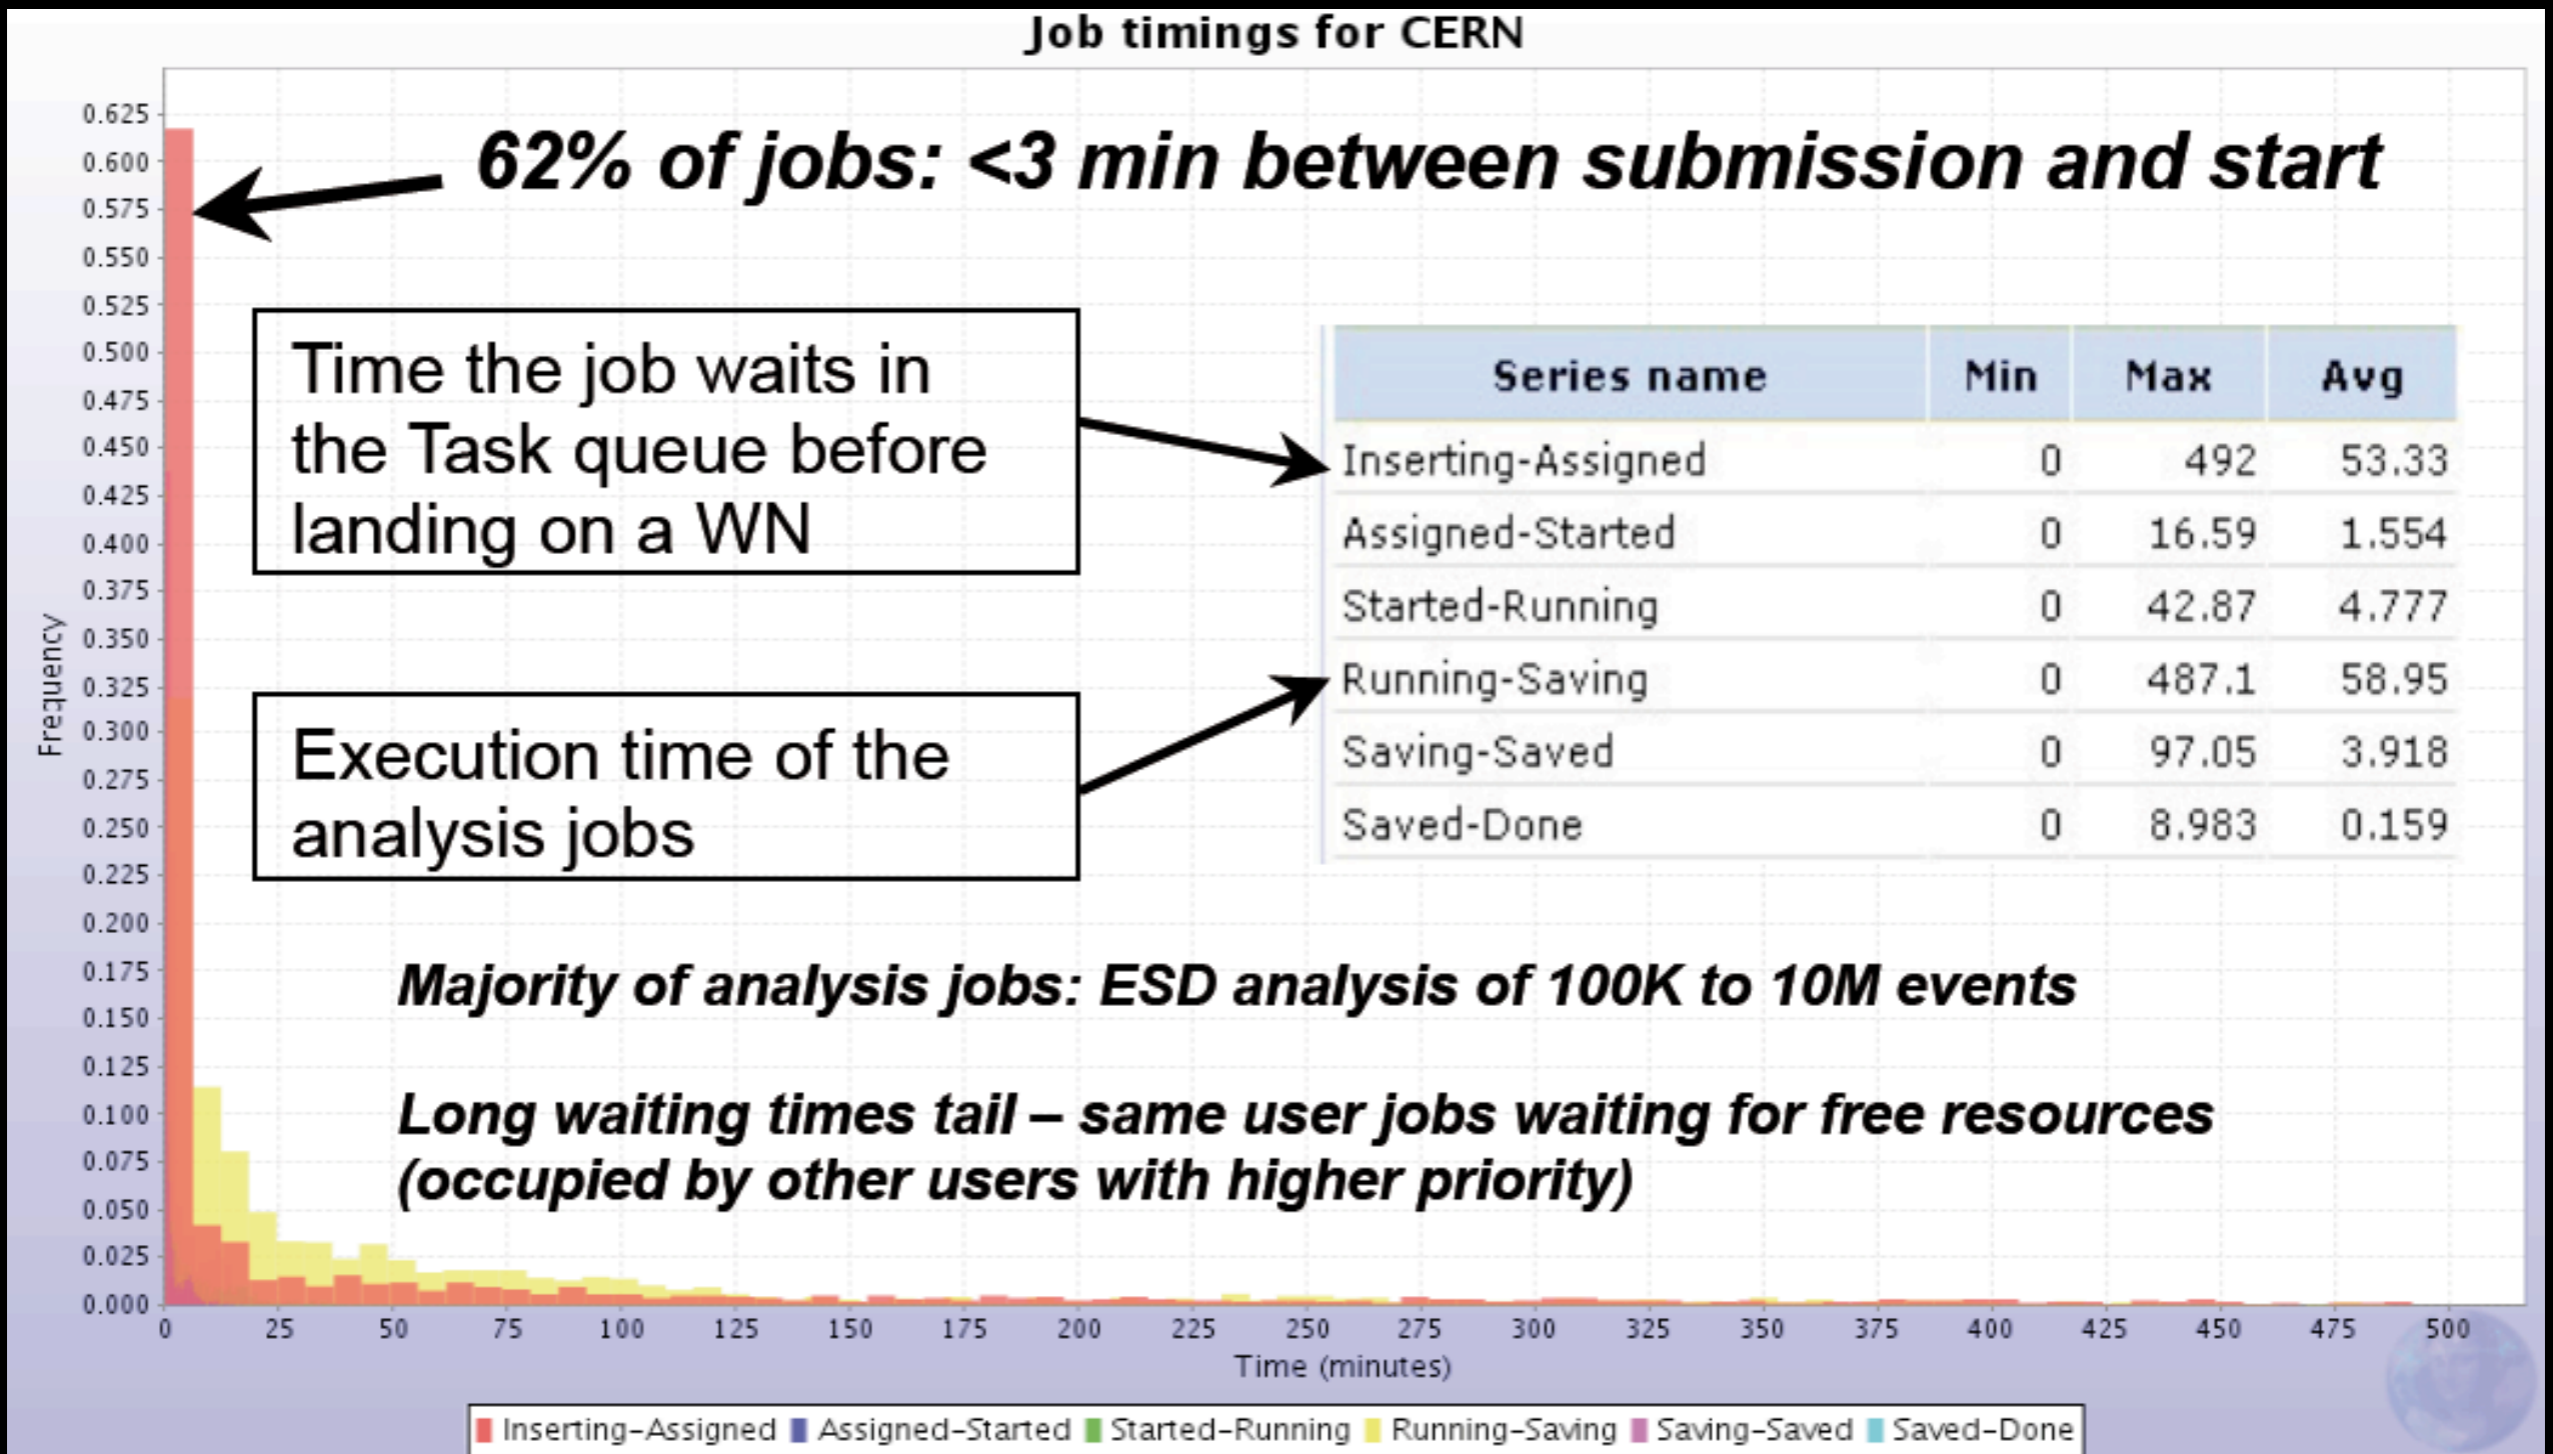 Job timings for CERN
62% of jobs: <3 min between submission and start
Time the job waits in
the Task queue before
landing on a WN
Execution time of the
analysis jobs
Series name Min Max Avg
Inserting-Assigned 0 492 53.33
Assigned-Started 0 16.59 1.554
Started-Running 0 42.87 4.777
Running-Saving 0 487.1 58.95
Saving-Saved 0 97.05 3.918
Saved-Done 0 8.983 0.159
Majority of analysis jobs: ESD analysis of 100K to 10M events
Long waiting times tail – same user jobs waiting for free resources
(occupied by other users with higher priority)
Frequency
0.625
0.600
0.575
0.550
0.525
0.500
0.475
0.450
0.425
0.400
0.375
0.350
0.325
0.300
0.275
0.250
0.225
0.200
0.175
0.150
0.125
0.100
0.075
0.050
0.025
0.000
0 25 50 75 100 125 150 175 200 225 250 275 300 325 350 375 400 425 450 475 500
Time (minutes)
Inserting-Assigned Assigned-Started Started-Running Running-Saving Saving-Saved Saved-Done